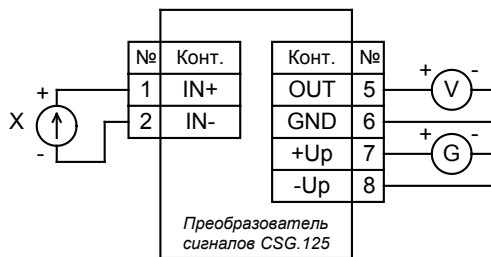 № Конт.
1 IN+
2 IN-
+
X
-
Конт. №
OUT 5
GND 6
+Up 7
-Up 8
+ V -
+ G -
Преобразователь
сигналов CSG.125